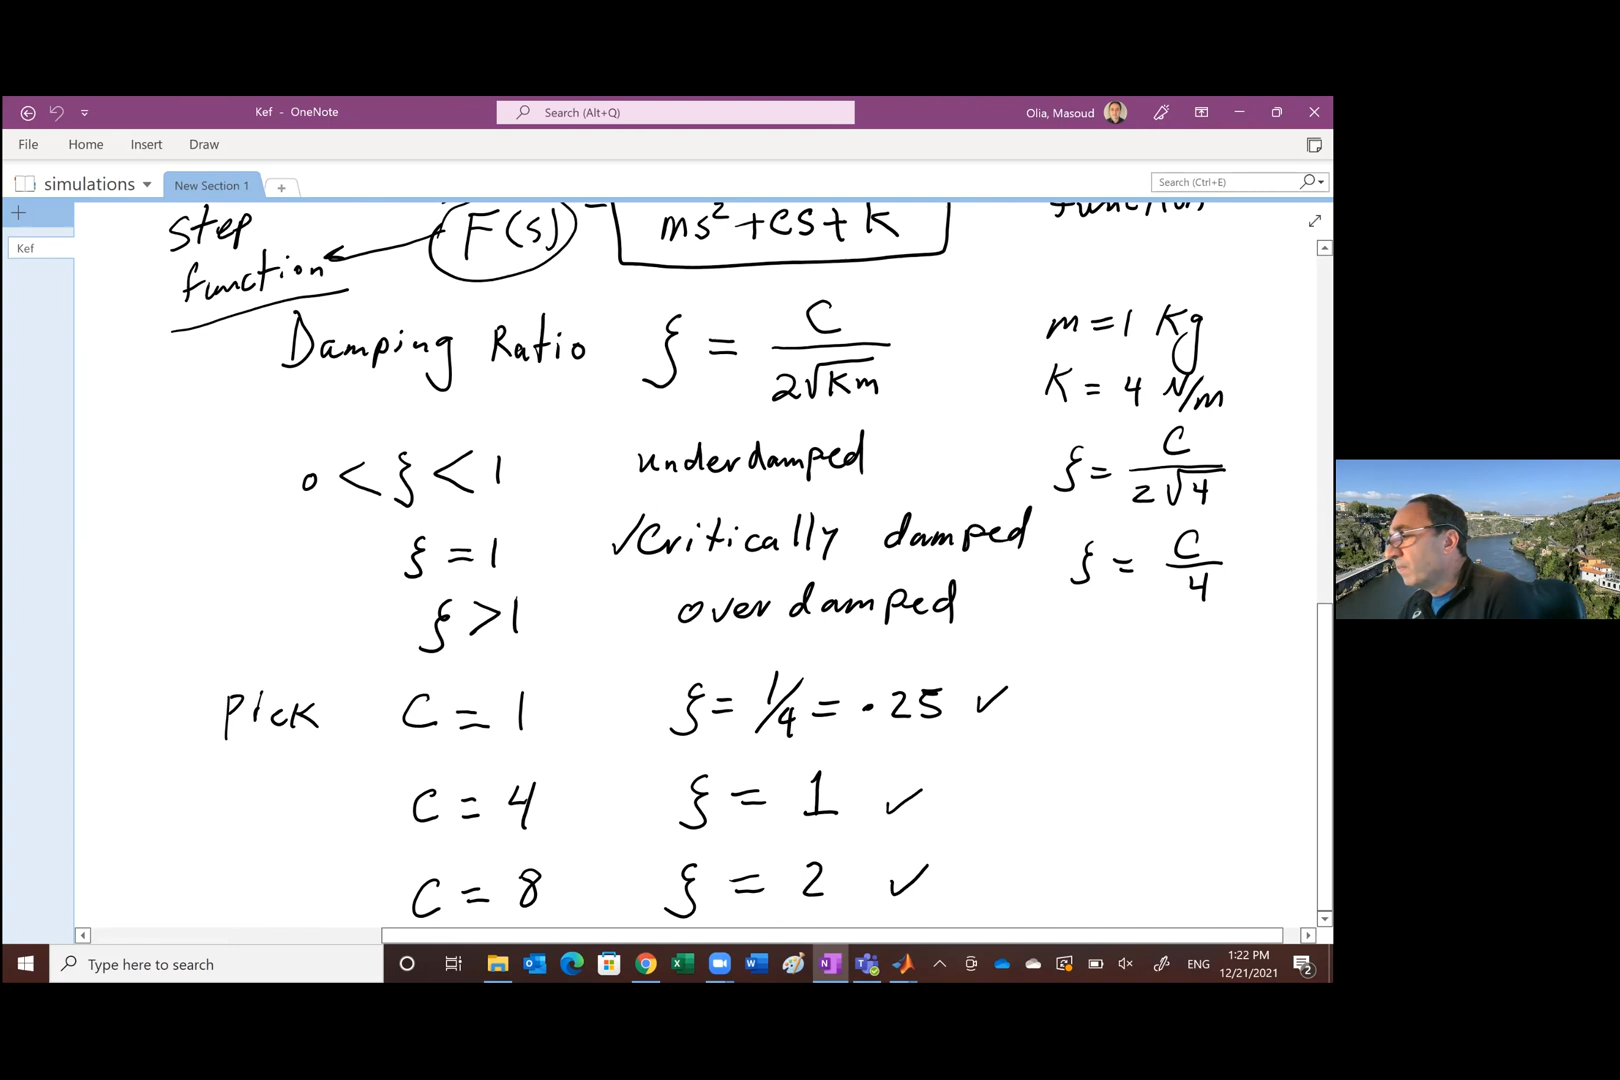 Kef - OneNote
Search (Alt+Q)
Olia, Masoud
File Home Insert Draw
simulations
New Section 1
Search (Ctrl+E)
Kef
step
function
F(s)
ms²+cs+k
Damping Ratio ξ = C / 2√Km
m = 1 Kg
K = 4 N/m
ξ = C / 2√4
ξ = C / 4
0 < ξ < 1 underdamped
ξ = 1 ✓critically damped
ξ > 1 overdamped
Pick C = 1 ξ = 1/4 = .25 ✓
C = 4 ξ = 1 ✓
C = 8 ξ = 2 ✓
Type here to search
ENG
1:22 PM
12/21/2021
2